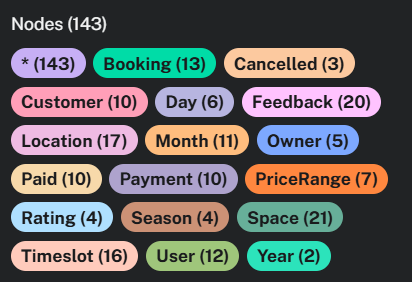 Nodes (143)
* (143) Booking (13) Cancelled (3)
Customer (10) Day (6) Feedback (20)
Location (17) Month (11) Owner (5)
Paid (10) Payment (10) PriceRange (7)
Rating (4) Season (4) Space (21)
Timeslot (16) User (12) Year (2)